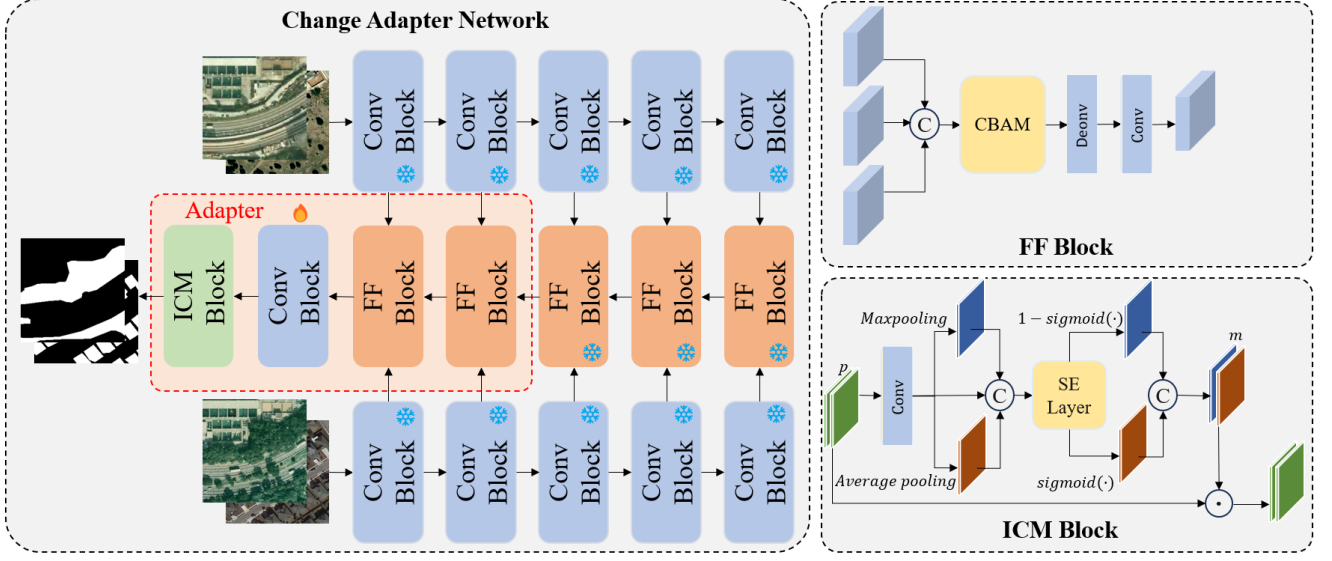 Change Adapter Network
Conv Block
Conv Block
Conv Block
Conv Block
Conv Block
Adapter
ICM Block
Conv Block
FF Block
FF Block
FF Block
FF Block
FF Block
Conv Block
Conv Block
Conv Block
Conv Block
Conv Block
C
CBAM
Deonv
Conv
FF Block
Maxpooling
1 − sigmoid(·)
m
p
Conv
C
SE
Layer
C
Average pooling
sigmoid(·)
ICM Block